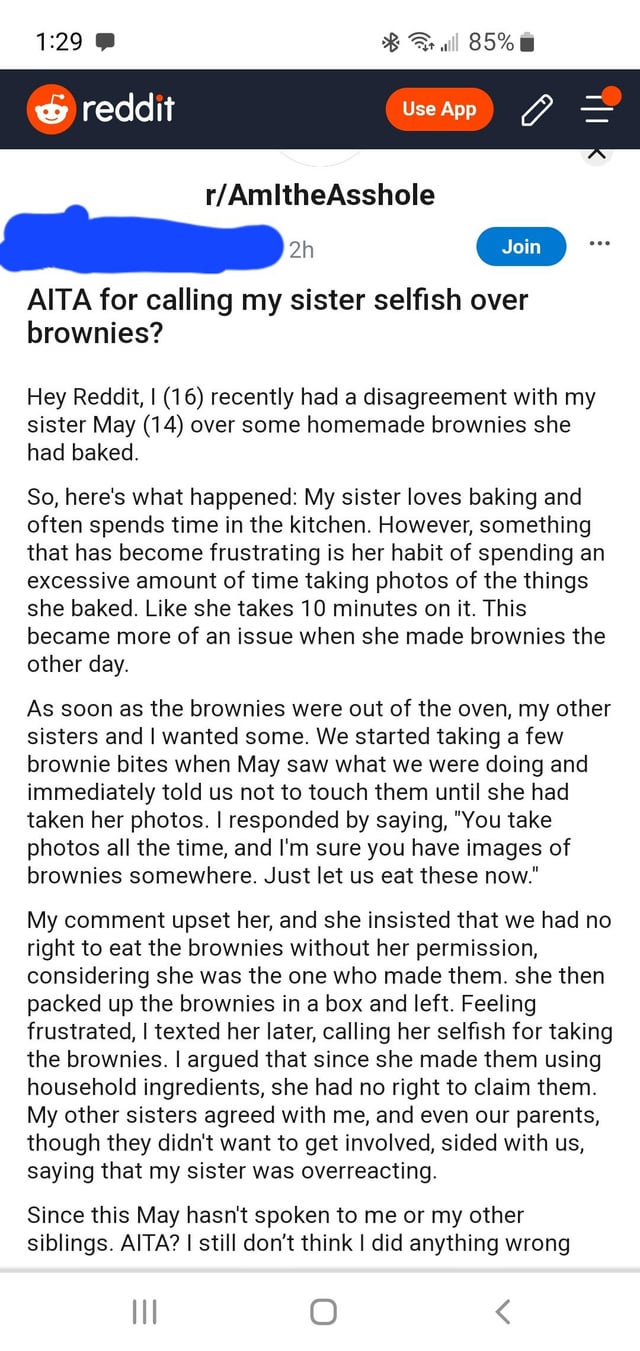 1:29 85%
reddit Use App
r/AmItheAsshole
2h Join
AITA for calling my sister selfish over
brownies?
Hey Reddit, I (16) recently had a disagreement with my
sister May (14) over some homemade brownies she
had baked.
So, here's what happened: My sister loves baking and
often spends time in the kitchen. However, something
that has become frustrating is her habit of spending an
excessive amount of time taking photos of the things
she baked. Like she takes 10 minutes on it. This
became more of an issue when she made brownies the
other day.
As soon as the brownies were out of the oven, my other
sisters and I wanted some. We started taking a few
brownie bites when May saw what we were doing and
immediately told us not to touch them until she had
taken her photos. I responded by saying, "You take
photos all the time, and I'm sure you have images of
brownies somewhere. Just let us eat these now."
My comment upset her, and she insisted that we had no
right to eat the brownies without her permission,
considering she was the one who made them. she then
packed up the brownies in a box and left. Feeling
frustrated, I texted her later, calling her selfish for taking
the brownies. I argued that since she made them using
household ingredients, she had no right to claim them.
My other sisters agreed with me, and even our parents,
though they didn't want to get involved, sided with us,
saying that my sister was overreacting.
Since this May hasn't spoken to me or my other
siblings. AITA? I still don’t think I did anything wrong